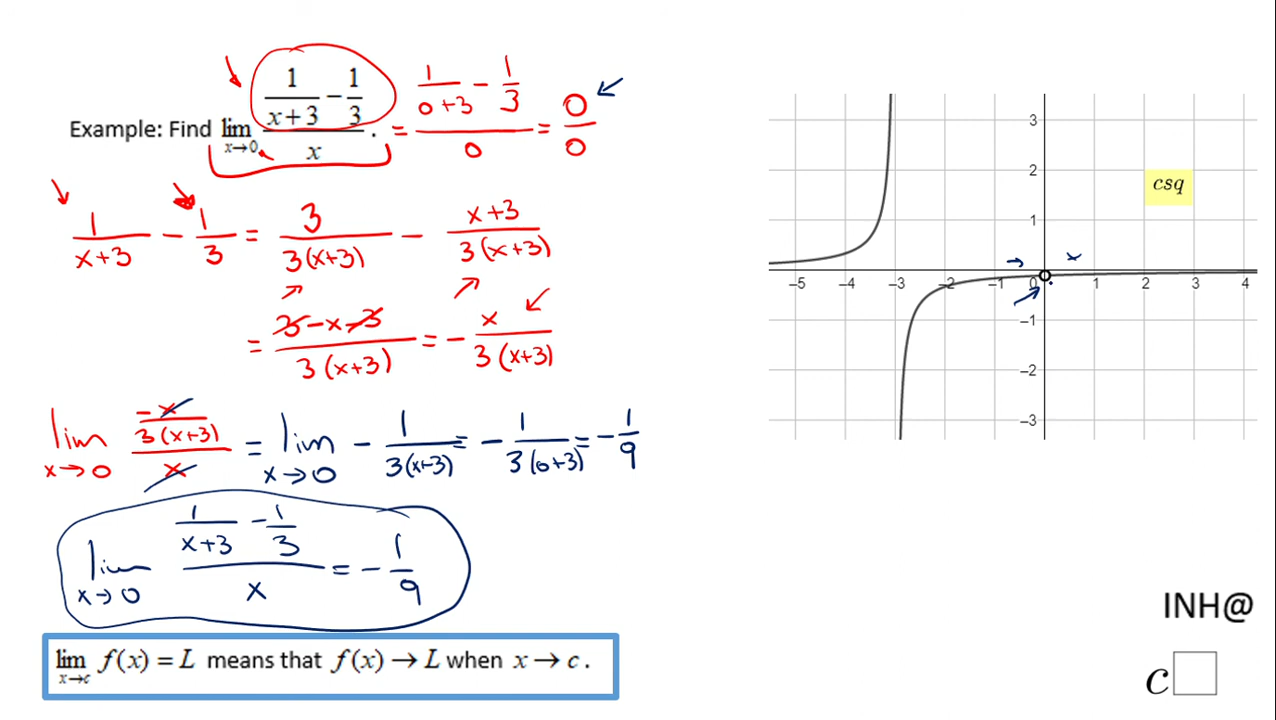 Example: Find lim x→0 (1/(x+3) − 1/3)/x . = (1/(0+3) − 1/3)/0 = 0/0
1/(x+3) − 1/3 = 3/(3(x+3)) − (x+3)/(3(x+3))
= (3−x−3)/(3(x+3)) = − x/(3(x+3))
lim x→0 (−x/(3(x+3)))/x = lim x→0 − 1/(3(x+3)) = − 1/(3(0+3)) = − 1/9
lim x→0 (1/(x+3) − 1/3)/x = − 1/9
lim x→c f(x) = L means that f(x) → L when x → c .
3
2
csq
1
x
−5 −4 −3 −2 −1 0 1 2 3 4
−1
−2
−3
INH@
c□